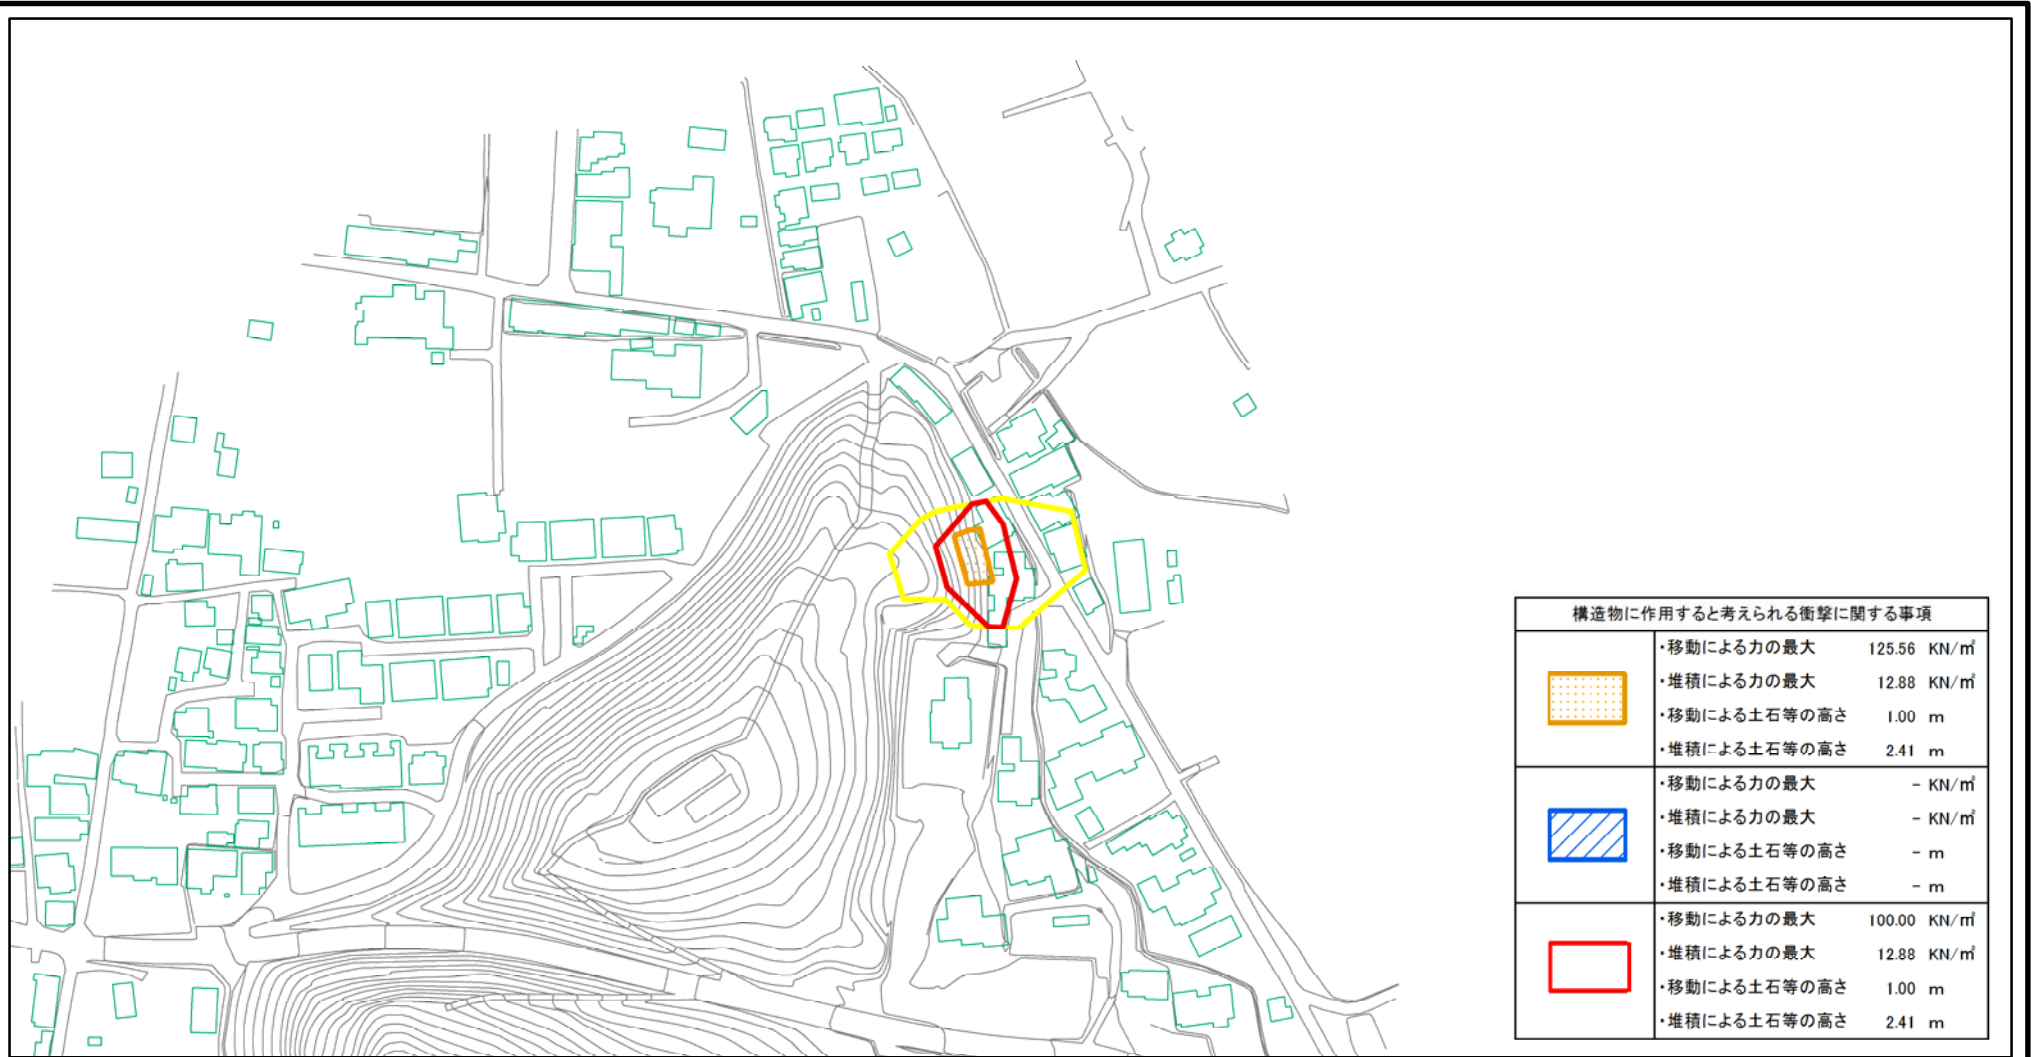 構造物に作用すると考えられる衝撃に関する事項
・移動による力の最大 125.56 KN/㎡
・堆積による力の最大 12.88 KN/㎡
・移動による土石等の高さ 1.00 m
・堆積による土石等の高さ 2.41 m
・移動による力の最大 - KN/㎡
・堆積による力の最大 - KN/㎡
・移動による土石等の高さ - m
・堆積による土石等の高さ - m
・移動による力の最大 100.00 KN/㎡
・堆積による力の最大 12.88 KN/㎡
・移動による土石等の高さ 1.00 m
・堆積による土石等の高さ 2.41 m